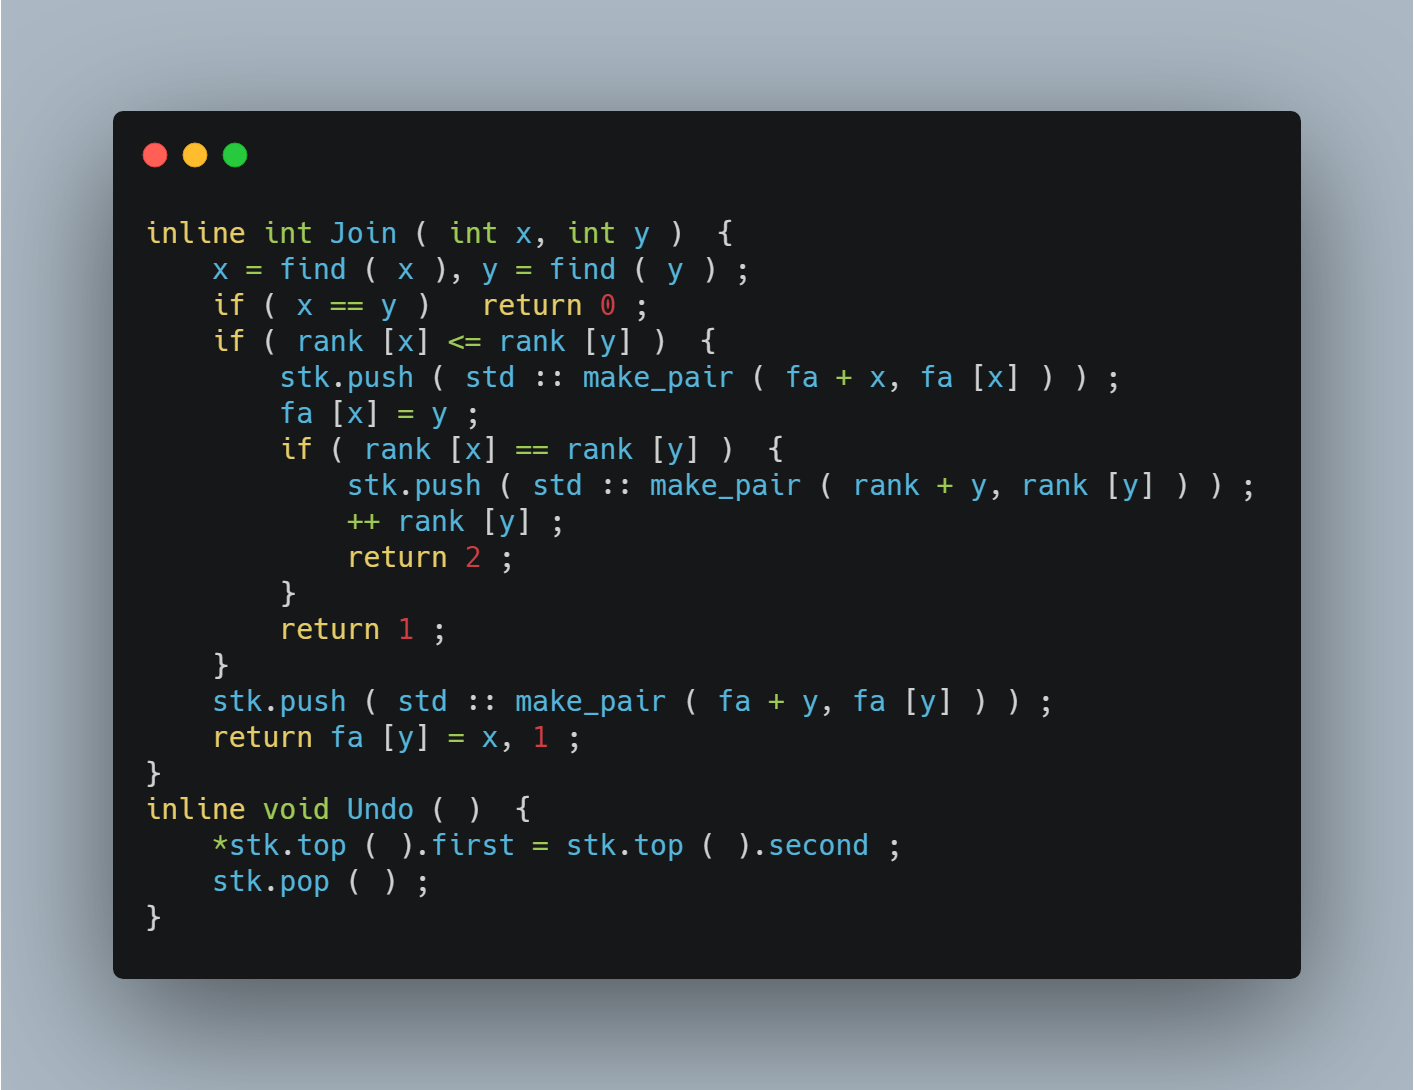 inline int Join ( int x, int y )  {
    x = find ( x ), y = find ( y ) ;
    if ( x == y )   return 0 ;
    if ( rank [x] <= rank [y] )  {
        stk.push ( std :: make_pair ( fa + x, fa [x] ) ) ;
        fa [x] = y ;
        if ( rank [x] == rank [y] )  {
            stk.push ( std :: make_pair ( rank + y, rank [y] ) ) ;
            ++ rank [y] ;
            return 2 ;
        }
        return 1 ;
    }
    stk.push ( std :: make_pair ( fa + y, fa [y] ) ) ;
    return fa [y] = x, 1 ;
}
inline void Undo ( )  {
    *stk.top ( ).first = stk.top ( ).second ;
    stk.pop ( ) ;
}